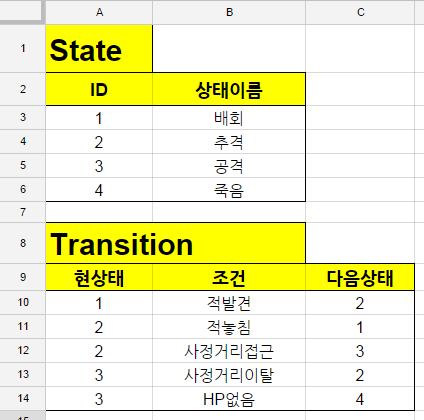 A B C
1 State
2 ID 상태이름
3 1 배회
4 2 추격
5 3 공격
6 4 죽음
7
8 Transition
9 현상태 조건 다음상태
10 1 적발견 2
11 2 적놓침 1
12 2 사정거리접근 3
13 3 사정거리이탈 2
14 3 HP없음 4